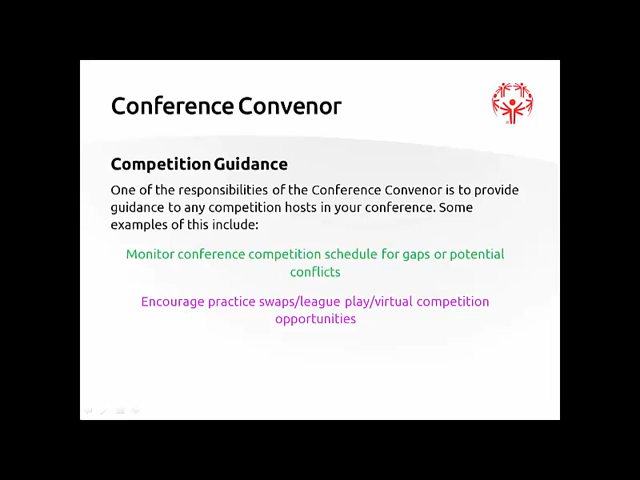 Conference Convenor
Competition Guidance
One of the responsibilities of the Conference Convenor is to provide
guidance to any competition hosts in your conference. Some
examples of this include:
Monitor conference competition schedule for gaps or potential
conflicts
Encourage practice swaps/league play/virtual competition
opportunities